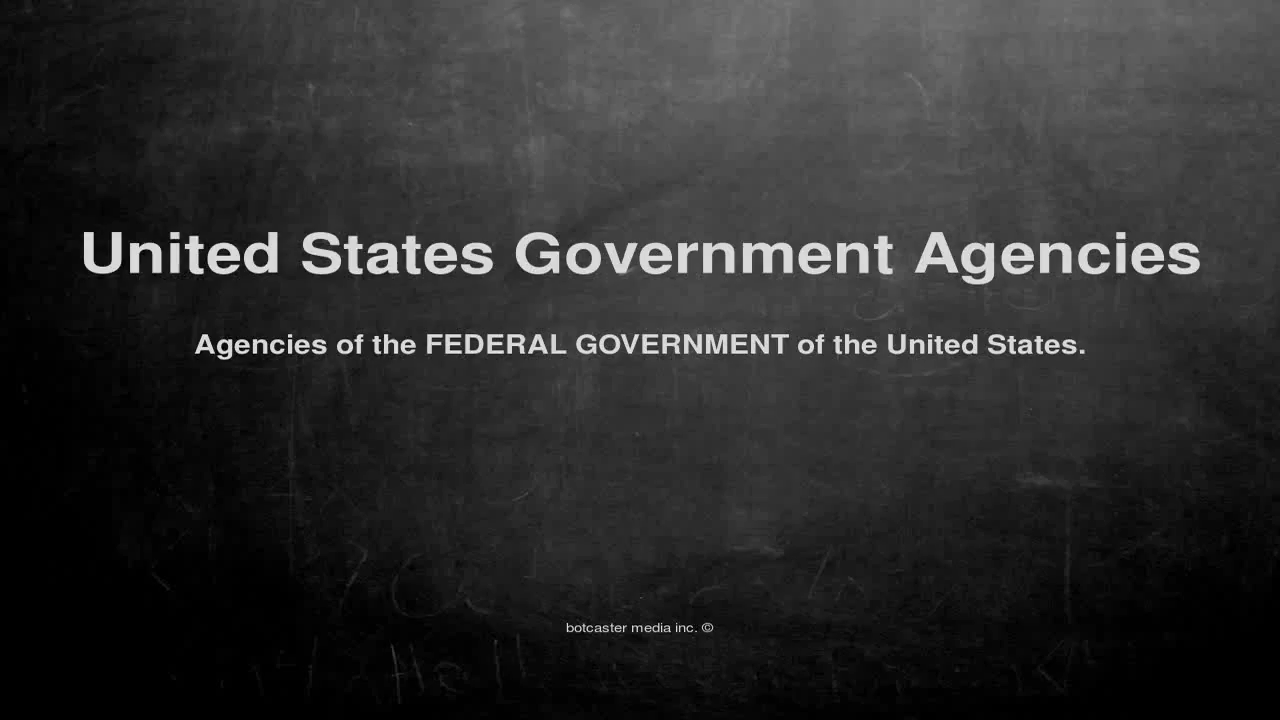 United States Government Agencies
Agencies of the FEDERAL GOVERNMENT of the United States.
botcaster media inc. ©